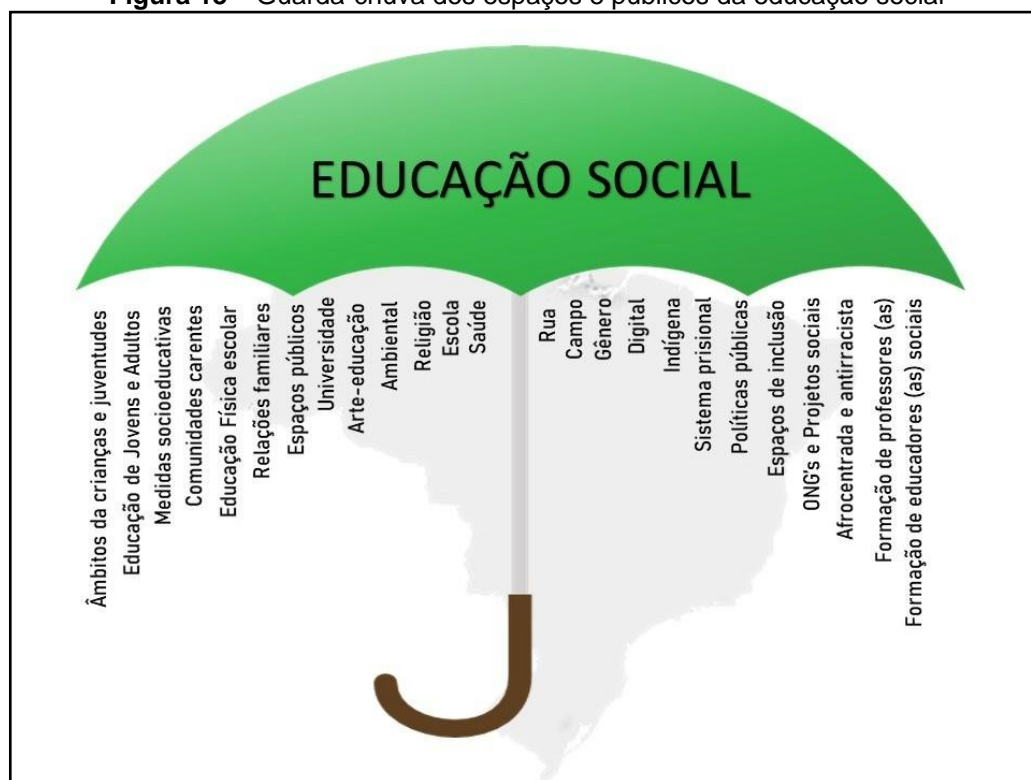 Figura Guarda-chuva dos espaços e públicos da educação social
EDUCAÇÃO SOCIAL
Âmbitos da crianças e juventudes
Educação de Jovens e Adultos
Medidas socioeducativas
Comunidades carentes
Educação Física escolar
Relações familiares
Espaços públicos
Universidade
Arte-educação
Ambiental
Religião
Escola
Saúde
Rua
Campo
Gênero
Digital
Indígena
Sistema prisional
Políticas públicas
Espaços de inclusão
ONG's e Projetos sociais
Afrocentrada e antirracista
Formação de professores (as)
Formação de educadores (as) sociais